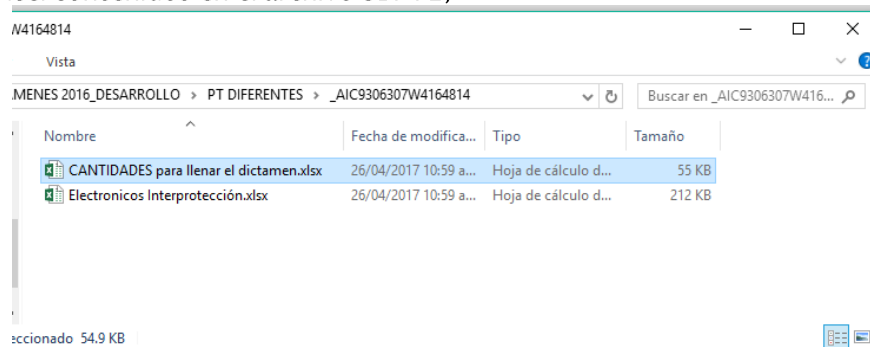 W4164814
Vista
MENES 2016_DESARROLLO > PT DIFERENTES > _AIC9306307W4164814
Buscar en _AIC9306307W416...
Nombre Fecha de modifica... Tipo Tamaño
CANTIDADES para llenar el dictamen.xlsx 26/04/2017 10:59 a... Hoja de cálculo d... 55 KB
Electronicos Interprotección.xlsx 26/04/2017 10:59 a... Hoja de cálculo d... 212 KB
eccionado 54.9 KB